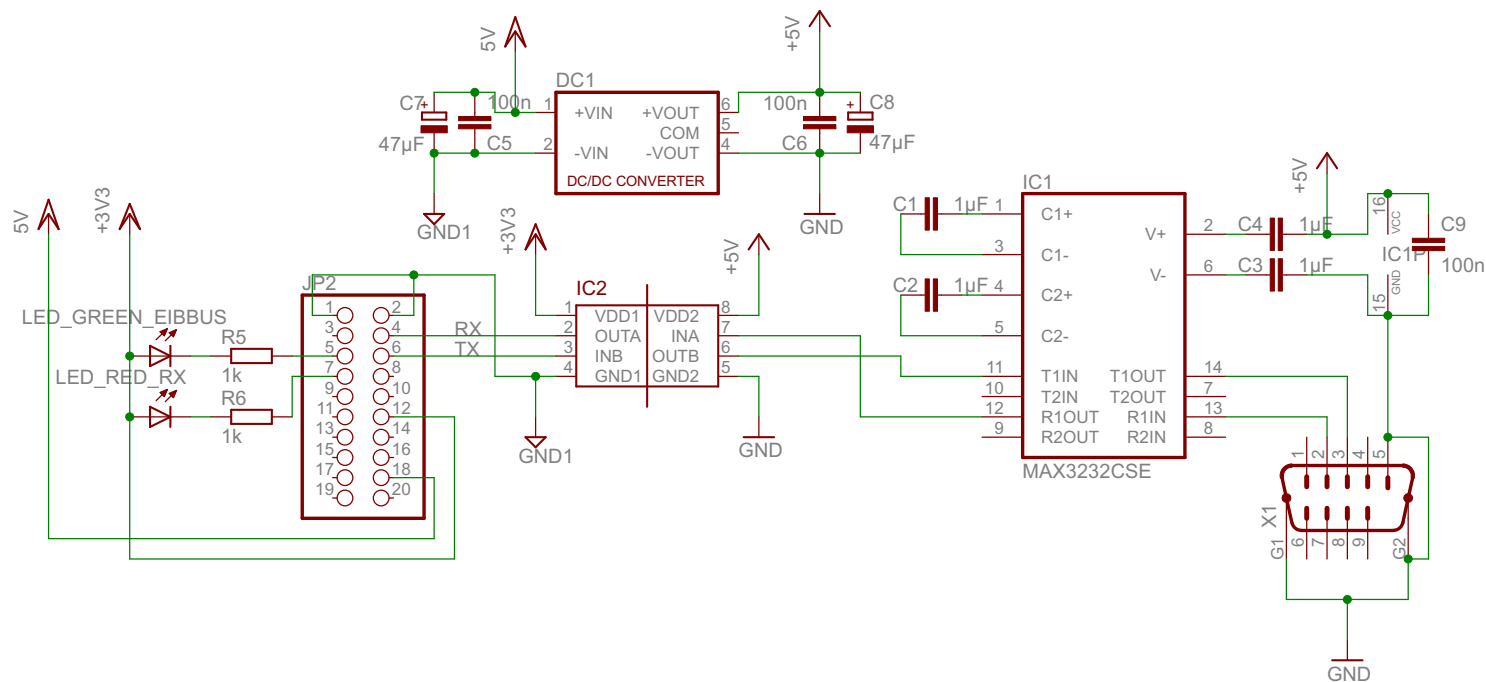 5V
+5V
DC1
C7
+
100n
47µF
C5
1
+VIN
+VOUT
6
COM
5
2
-VIN
-VOUT
4
DC/DC CONVERTER
100n
+
C8
C6
47µF
GND1
GND
5V
+3V3
+3V3
+5V
JP2
1
2
3
4
5
6
7
8
9
10
11
12
13
14
15
16
17
18
19
20
LED_GREEN_EIBBUS
R5
1k
LED_RED_RX
R6
1k
RX
TX
IC2
1
VDD1
VDD2
8
2
OUTA
INA
7
3
INB
OUTB
6
4
GND1
GND2
5
GND1
GND
IC1
C1
1µF
1
C1+
3
C1-
C2
1µF
4
C2+
5
C2-
V+
2
C4
1µF
V-
6
C3
1µF
11
T1IN
T1OUT
14
10
T2IN
T2OUT
7
12
R1OUT
R1IN
13
9
R2OUT
R2IN
8
MAX3232CSE
+5V
16
VCC
IC1P
GND
15
C9
100n
1
2
3
4
5
X1
G1
6
7
8
9
G2
GND